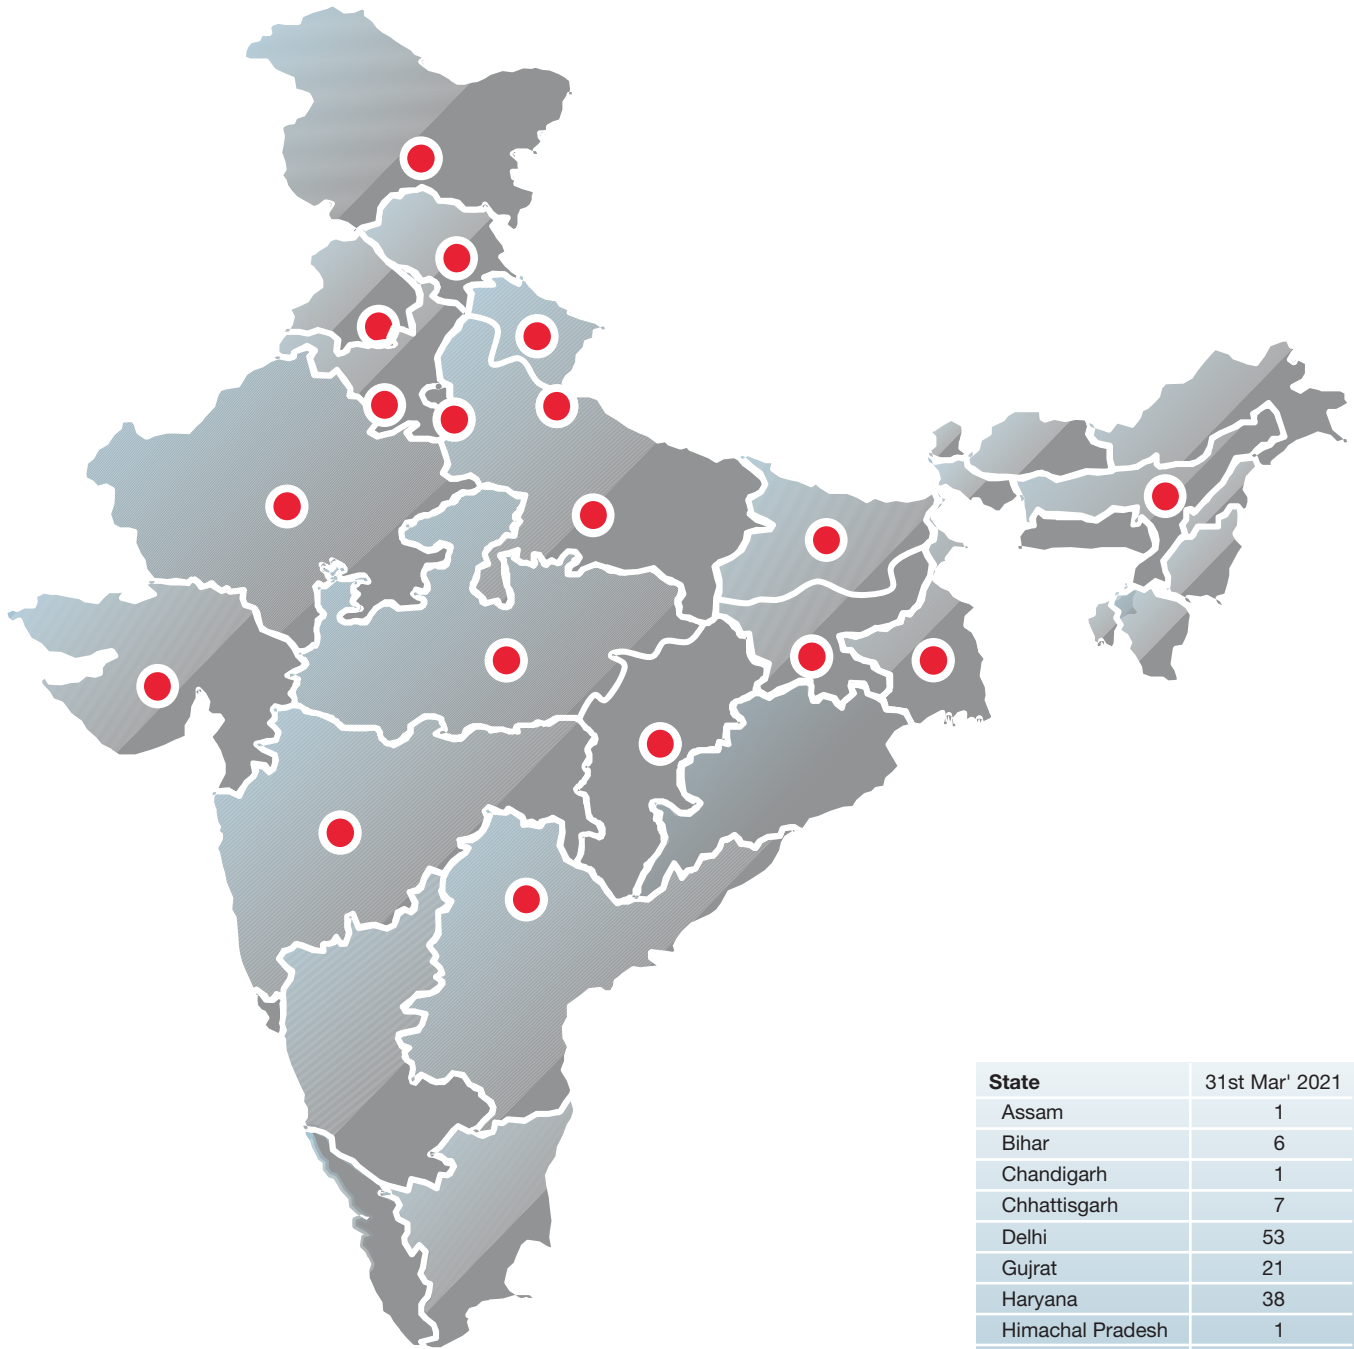 State 31st Mar' 2021
Assam 1
Bihar 6
Chandigarh 1
Chhattisgarh 7
Delhi 53
Gujrat 21
Haryana 38
Himachal Pradesh 1